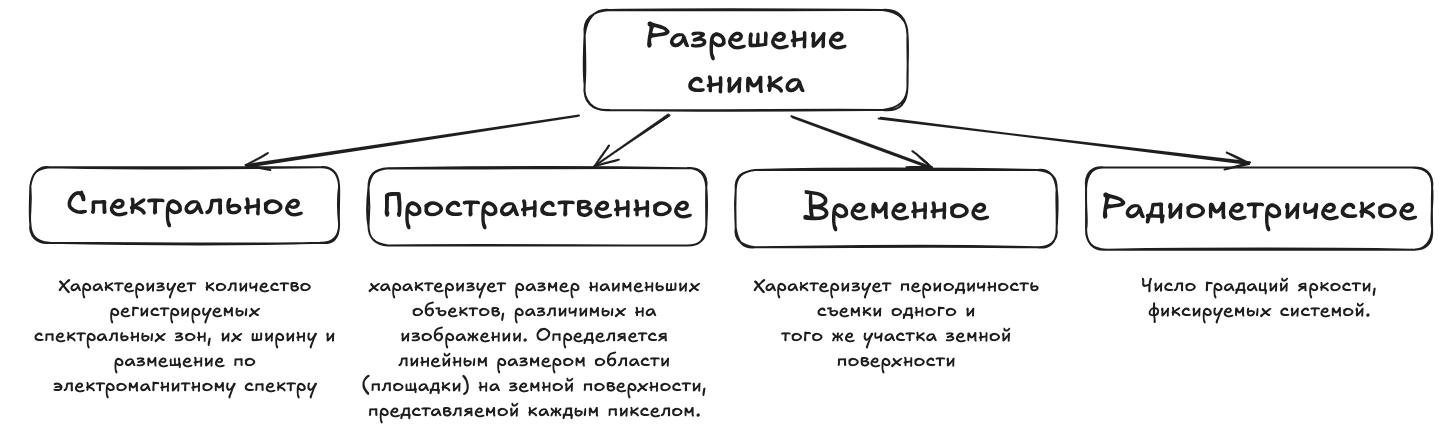 Разрешение
снимка
Спектральное
Пространственное
Временное
Радиометрическое
Характеризует количество
регистрируемых
спектральных зон, их ширину и
размещение по
электромагнитному спектру
характеризует размер наименьших
объектов, различимых на
изображении. Определяется
линейным размером области
(площадки) на земной поверхности,
представляемой каждым пикселом.
Характеризует периодичность
съемки одного и
того же участка земной
поверхности
Число градаций яркости,
фиксируемых системой.